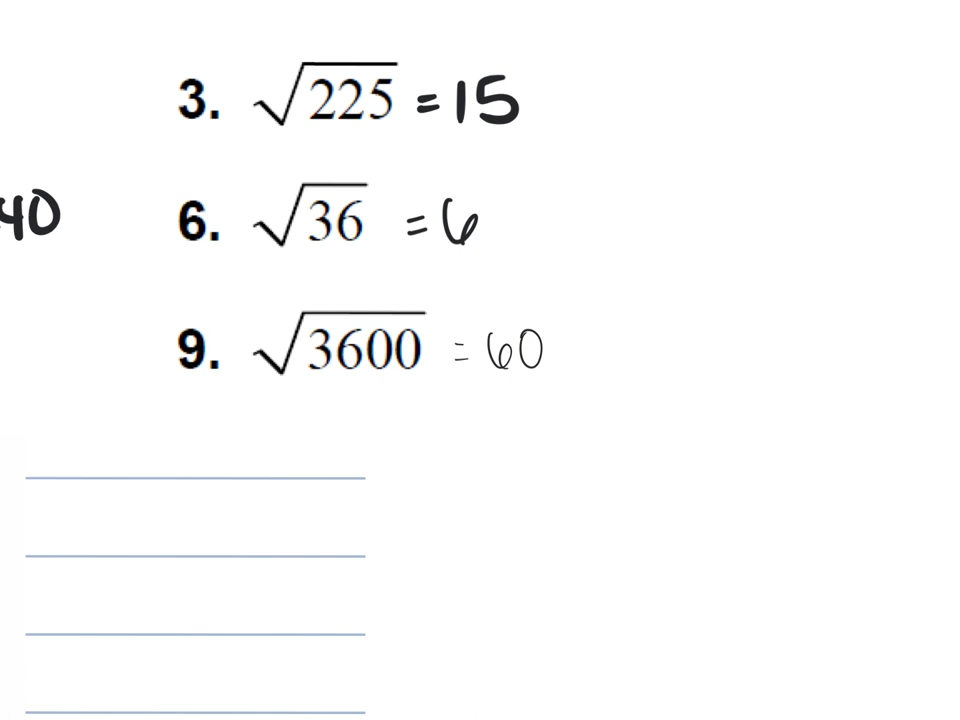 3. √225 = 15
40 6. √36 = 6
9. √3600 = 60